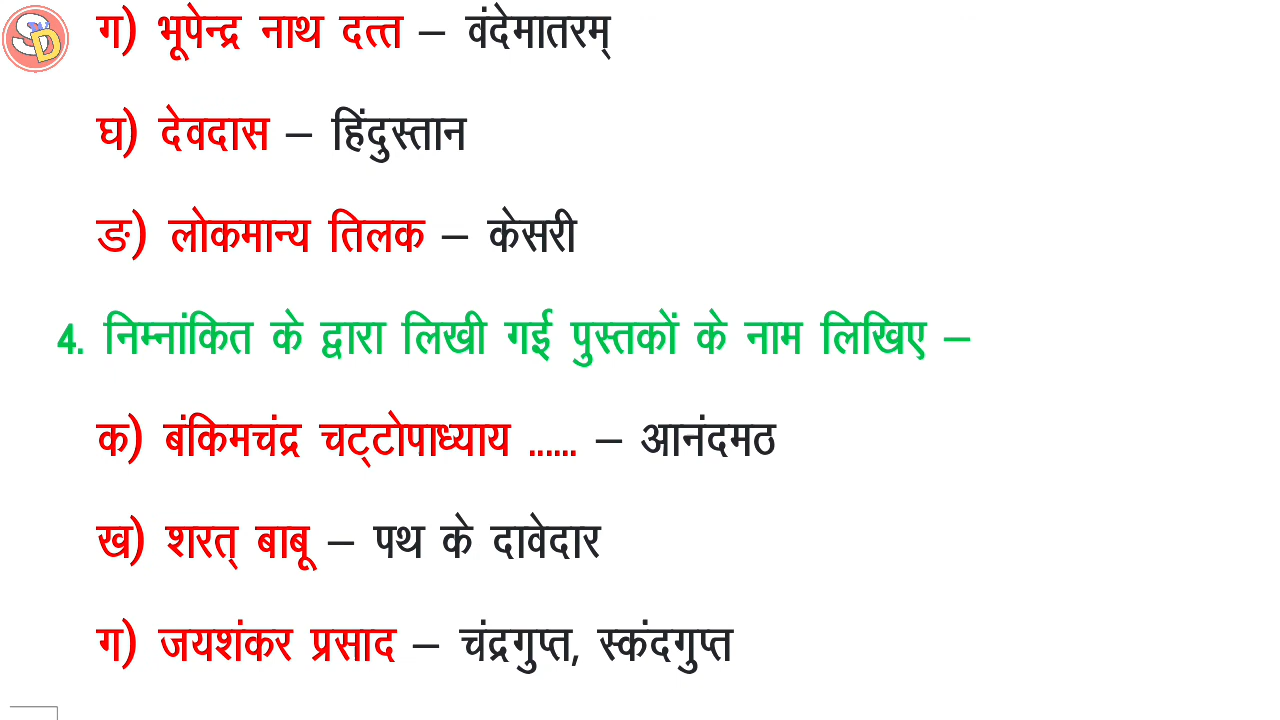 SD
ग) भूपेन्द्र नाथ दत्त – वंदेमातरम्
घ) देवदास – हिंदुस्तान
ङ) लोकमान्य तिलक – केसरी
4. निम्नांकित के द्वारा लिखी गई पुस्तकों के नाम लिखिए –
क) बंकिमचंद्र चट्टोपाध्याय ...... – आनंदमठ
ख) शरत् बाबू – पथ के दावेदार
ग) जयशंकर प्रसाद – चंद्रगुप्त, स्कंदगुप्त